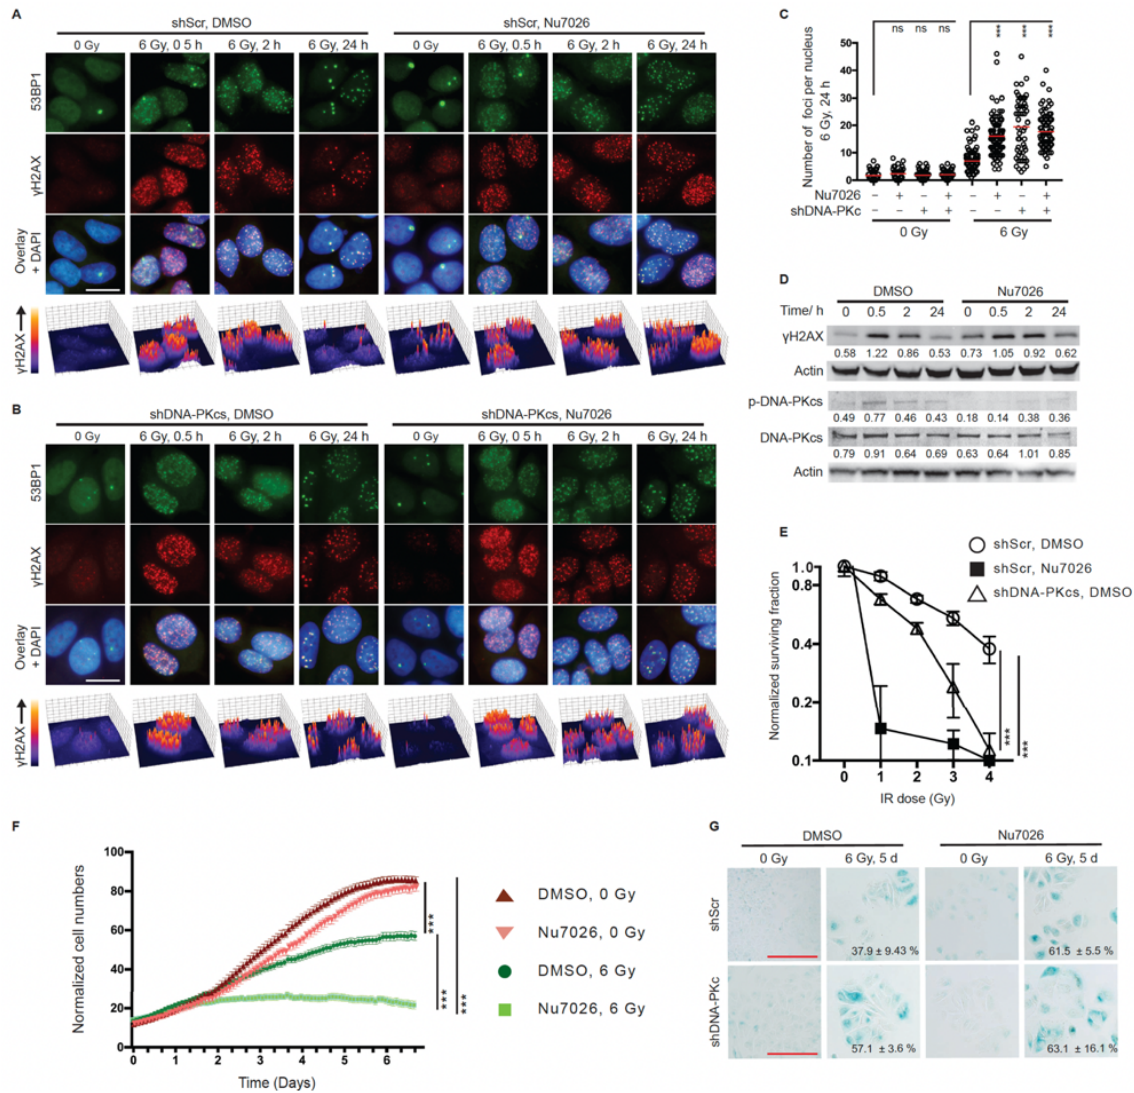 A
shScr, DMSO
shScr, Nu7026
0 Gy
6 Gy, 0 5 h
6 Gy, 2 h
6 Gy, 24 h
0 Gy
6 Gy, 0.5 h
6 Gy, 2 h
6 Gy, 24 h
53BP1
γH2AX
Overlay
+ DAPI
γH2AX
B
shDNA-PKcs, DMSO
shDNA-PKcs, Nu7026
0 Gy
6 Gy, 0.5 h
6 Gy, 2 h
6 Gy, 24 h
0 Gy
6 Gy, 0.5 h
6 Gy, 2 h
6 Gy, 24 h
53BP1
γH2AX
Overlay
+ DAPI
γH2AX
C
ns ns ns
*** *** ***
Number of foci per nucleus
6 Gy, 24 h
50
40
30
20
10
0
Nu7026 – + – + – + – +
shDNA-PKc – – + + – – + +
0 Gy
6 Gy
D
DMSO
Nu7026
Time/ h 0 0.5 2 24 0 0.5 2 24
γH2AX
0.58 1.22 0.86 0.53 0.73 1.05 0.92 0.62
Actin
p-DNA-PKcs
0.49 0.77 0.46 0.43 0.18 0.14 0.38 0.36
DNA-PKcs
0.79 0.91 0.64 0.69 0.63 0.64 1.01 0.85
Actin
E
shScr, DMSO
shScr, Nu7026
shDNA-PKcs, DMSO
Normalized surviving fraction
1.0
0.8
0.4
0.2
0.1
0 1 2 3 4
IR dose (Gy)
***
***
F
Normalized cell numbers
100
80
60
40
20
0
0 1 2 3 4 5 6
Time (Days)
***
***
***
DMSO, 0 Gy
Nu7026, 0 Gy
DMSO, 6 Gy
Nu7026, 6 Gy
G
DMSO
Nu7026
0 Gy
6 Gy, 5 d
0 Gy
6 Gy, 5 d
shScr
37.9 ± 9.43 %
61.5 ± 5.5 %
shDNA-PKc
57.1 ± 3.6 %
63.1 ± 16.1 %